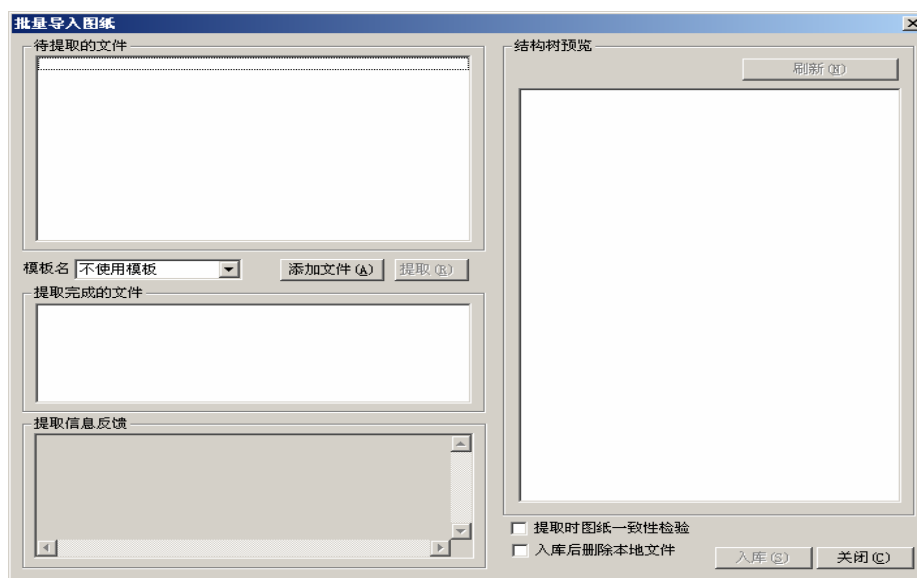 批量导入图纸
待提取的文件
模板名 不使用模板 添加文件(A) 提取(R)
提取完成的文件
提取信息反馈
结构树预览
刷新(N)
提取时图纸一致性检验
入库后删除本地文件
入库(S) 关闭(C)